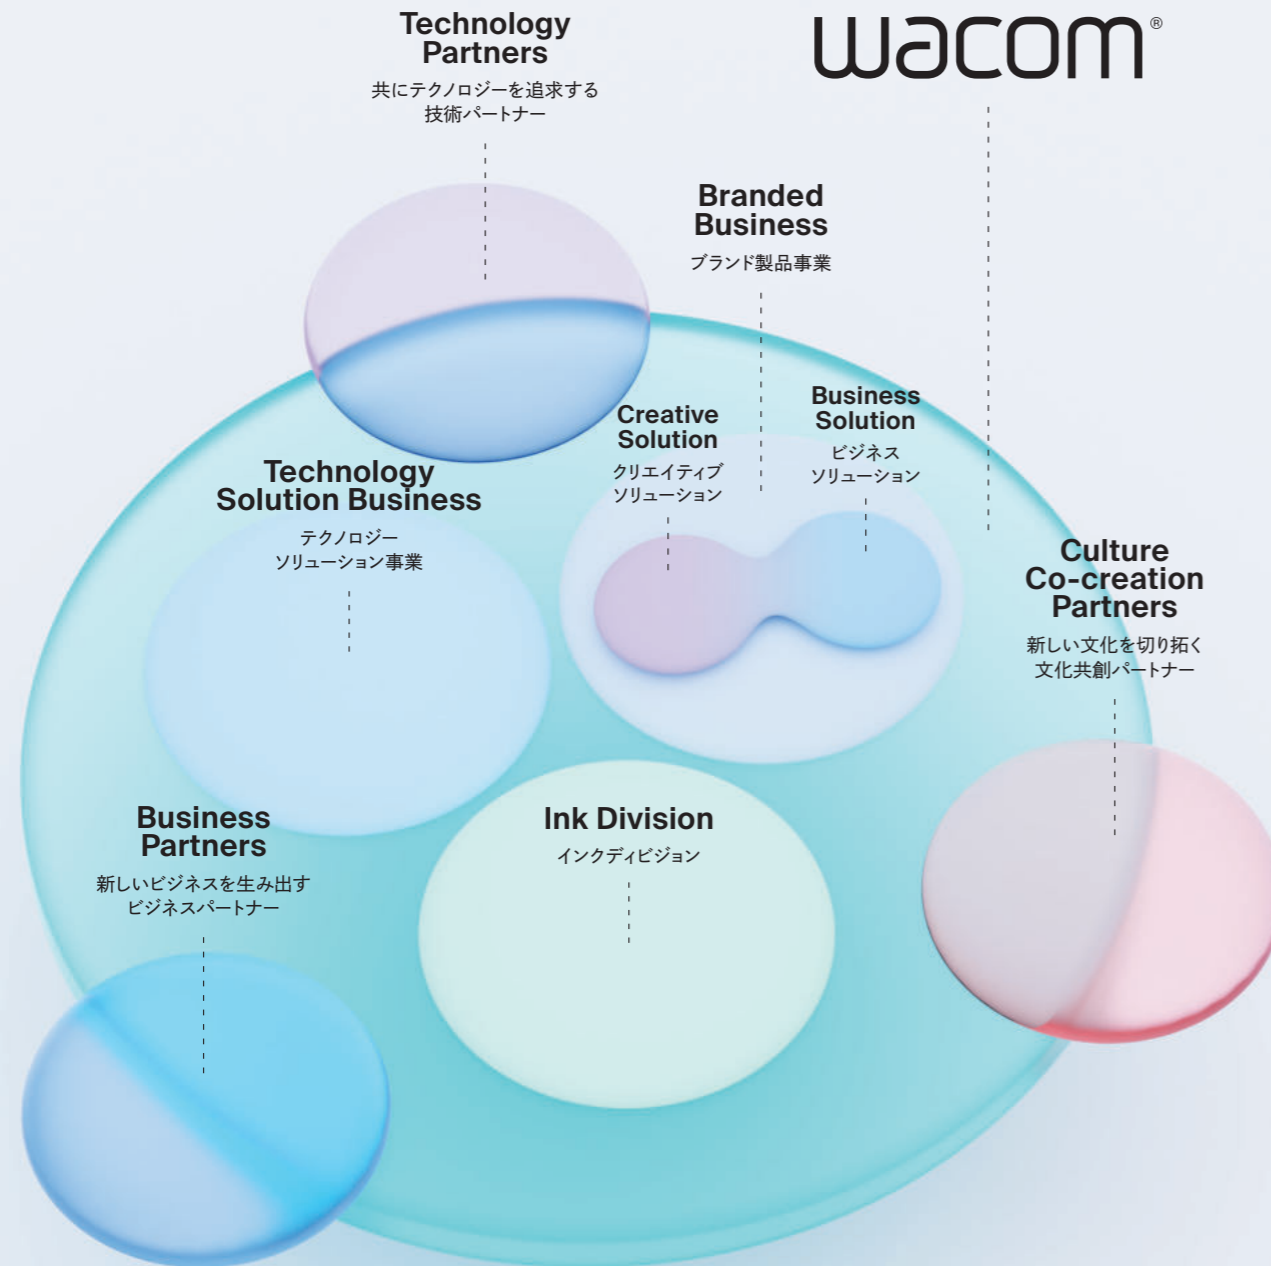 Technology
Partners
共にテクノロジーを追求する
技術パートナー
wacom®
Branded
Business
ブランド製品事業
Creative
Solution
クリエイティブ
ソリューション
Business
Solution
ビジネス
ソリューション
Technology
Solution Business
テクノロジー
ソリューション事業
Culture
Co-creation
Partners
新しい文化を切り拓く
文化共創パートナー
Business
Partners
新しいビジネスを生み出す
ビジネスパートナー
Ink Division
インクディビジョン